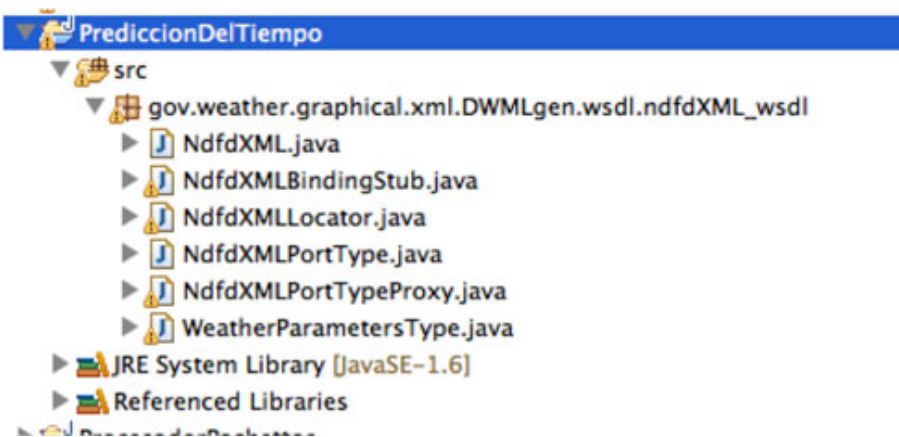 PrediccionDelTiempo
src
gov.weather.graphical.xml.DWMLgen.wsdl.ndfdXML_wsdl
NdfdXML.java
NdfdXMLBindingStub.java
NdfdXMLLocator.java
NdfdXMLPortType.java
NdfdXMLPortTypeProxy.java
WeatherParametersType.java
JRE System Library [JavaSE-1.6]
Referenced Libraries